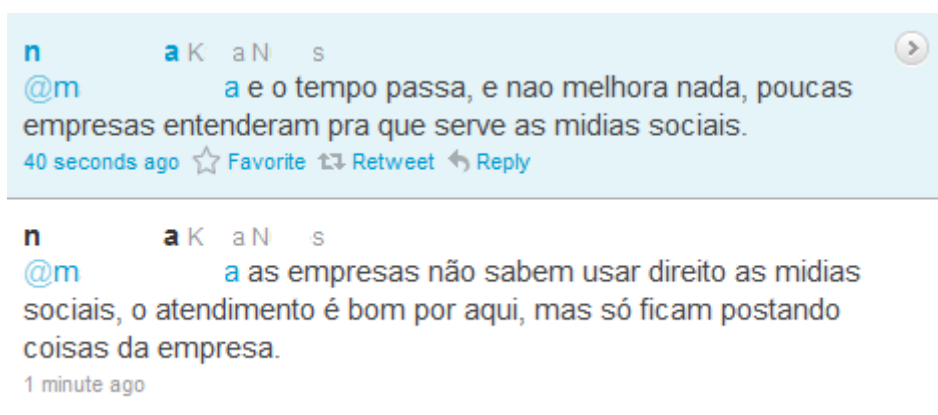 n a K a N s
@m a e o tempo passa, e nao melhora nada, poucas
empresas entenderam pra que serve as midias sociais.
40 seconds ago Favorite Retweet Reply
n a K a N s
@m a as empresas não sabem usar direito as midias
sociais, o atendimento é bom por aqui, mas só ficam postando
coisas da empresa.
1 minute ago